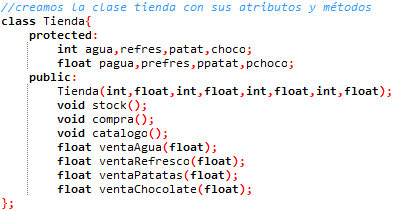 //creamos la clase tienda con sus atributos y métodos
class Tienda{
protected:
int agua,refres,patat,choco;
float pagua,prefres,ppatat,pchoco;
public:
Tienda(int,float,int,float,int,float,int,float);
void stock();
void compra();
void catalogo();
float ventaAgua(float);
float ventaRefresco(float);
float ventaPatatas(float);
float ventaChocolate(float);
};